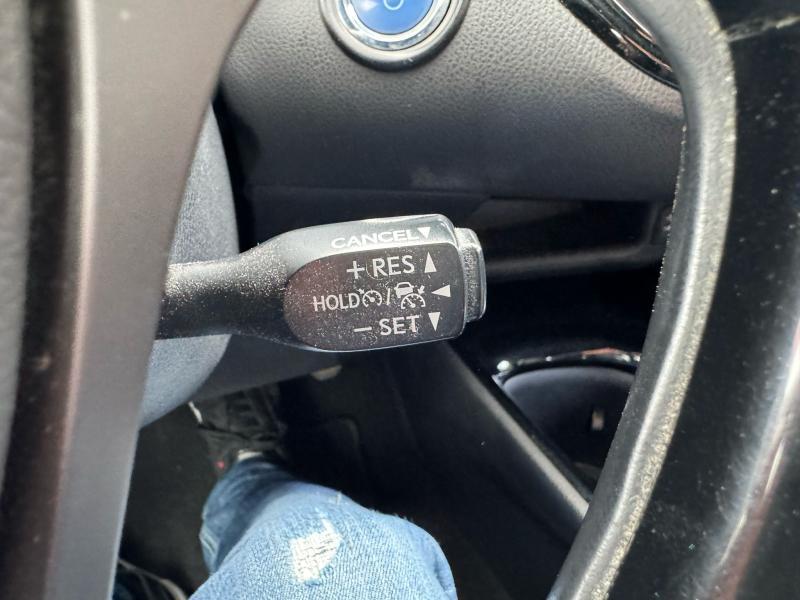 CANCEL▼
+ RES ▲
HOLD / ◀
– SET ▼